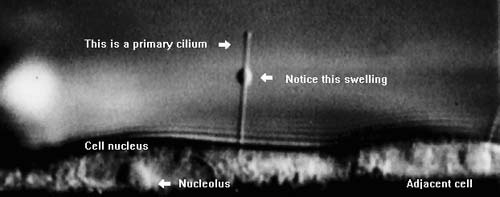 This is a primary cilium
Notice this swelling
Cell nucleus
Nucleolus
Adjacent cell